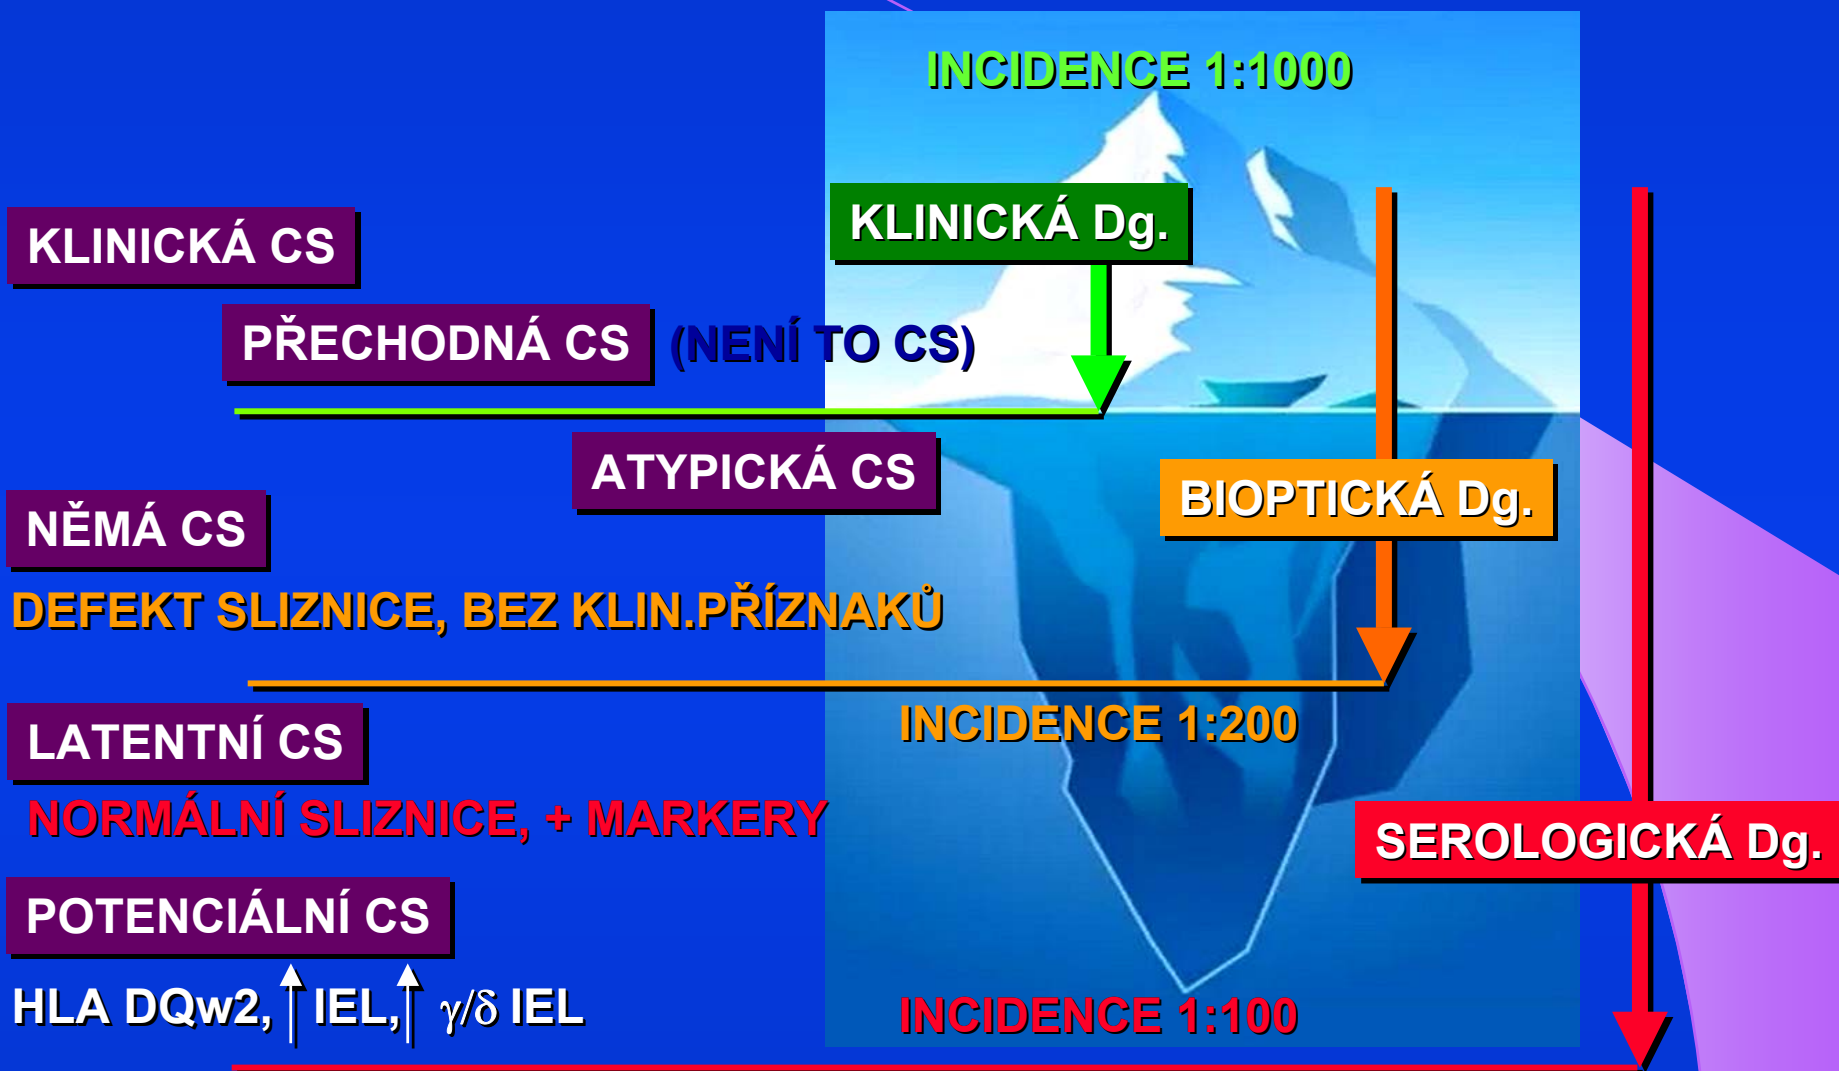 INCIDENCE 1:1000
KLINICKÁ Dg.
KLINICKÁ CS
PŘECHODNÁ CS (NENÍ TO CS)
ATYPICKÁ CS
BIOPTICKÁ Dg.
NĚMÁ CS
DEFEKT SLIZNICE, BEZ KLIN.PŘÍZNAKŮ
INCIDENCE 1:200
LATENTNÍ CS
NORMÁLNÍ SLIZNICE, + MARKERY
SEROLOGICKÁ Dg.
POTENCIÁLNÍ CS
HLA DQw2, ↑ IEL, ↑ γ/δ IEL
INCIDENCE 1:100